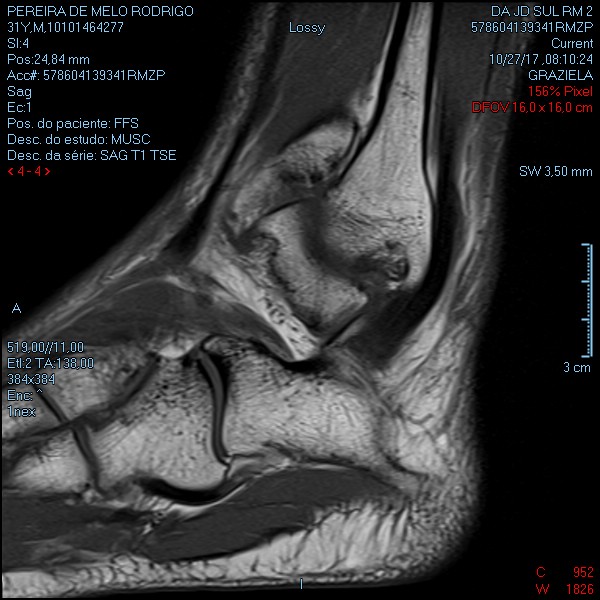 PEREIRA DE MELO RODRIGO
31Y,M,10101464277
Sl:4
Pos:24,84 mm
Acc#: 578604139341RMZP
Sag
Ec:1
Pos. do paciente: FFS
Desc. do estudo: MUSC
Desc. da série: SAG T1 TSE
< 4 - 4 >
Lossy
DA JD SUL RM 2
578604139341RMZP
Current
10/27/17 ,08:10:24
GRAZIELA
156% Pixel
DFOV 16,0 x 16,0 cm
SW 3,50 mm
A
519,00//11,00
Etl:2 TA:138.00
384x384
Enc: ^
1nex
3 cm
I
C 952
W 1826